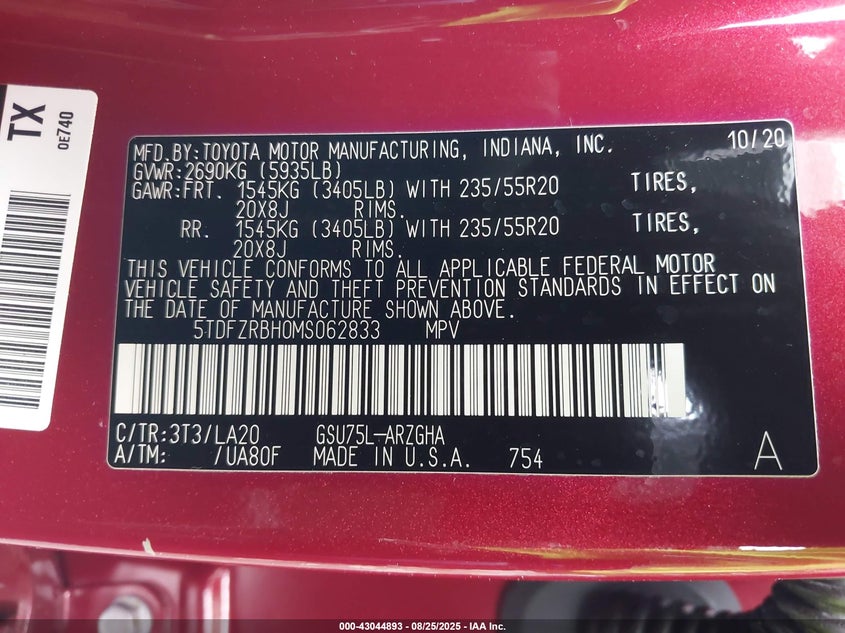 TX
0E740
MFD.BY:TOYOTA MOTOR MANUFACTURING, INDIANA, INC. 10/20
GVWR:2690KG (5935LB)
GAWR:FRT. 1545KG (3405LB) WITH 235/55R20 TIRES,
20X8J RIMS.
RR. 1545KG (3405LB) WITH 235/55R20 TIRES,
20X8J RIMS.
THIS VEHICLE CONFORMS TO ALL APPLICABLE FEDERAL MOTOR
VEHICLE SAFETY AND THEFT PREVENTION STANDARDS IN EFFECT ON
THE DATE OF MANUFACTURE SHOWN ABOVE.
5TDFZRBH0MS062833 MPV
C/TR:3T3/LA20 GSU75L-ARZGHA
A/TM: /UA80F MADE IN U.S.A. 754 A
000-43044893 - 08/25/2025 - IAA Inc.